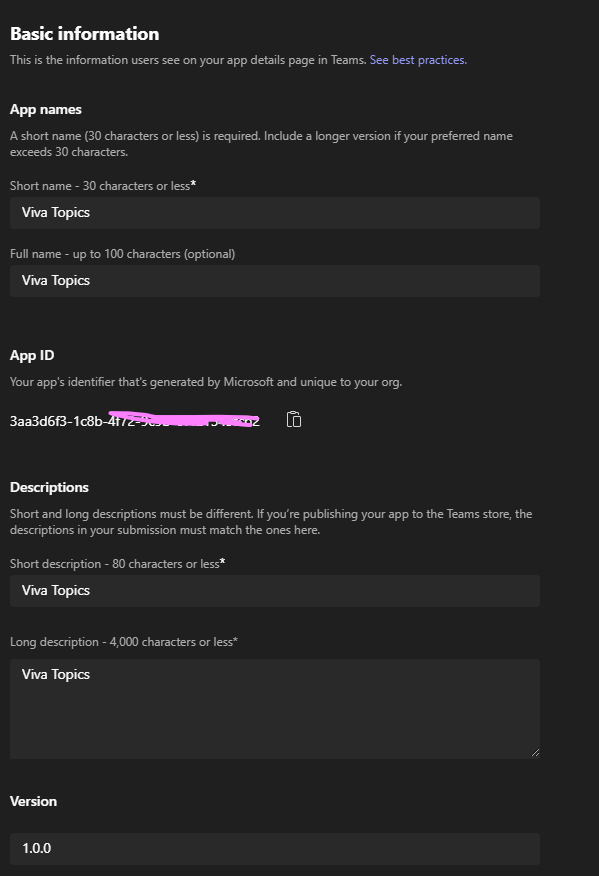 Basic information
This is the information users see on your app details page in Teams. See best practices.
App names
A short name (30 characters or less) is required. Include a longer version if your preferred name
exceeds 30 characters.
Short name - 30 characters or less*
Viva Topics
Full name - up to 100 characters (optional)
Viva Topics
App ID
Your app's identifier that's generated by Microsoft and unique to your org.
3aa3d6f3-1c8b-
Descriptions
Short and long descriptions must be different. If you're publishing your app to the Teams store, the
descriptions in your submission must match the ones here.
Short description - 80 characters or less*
Viva Topics
Long description - 4,000 characters or less*
Viva Topics
Version
1.0.0